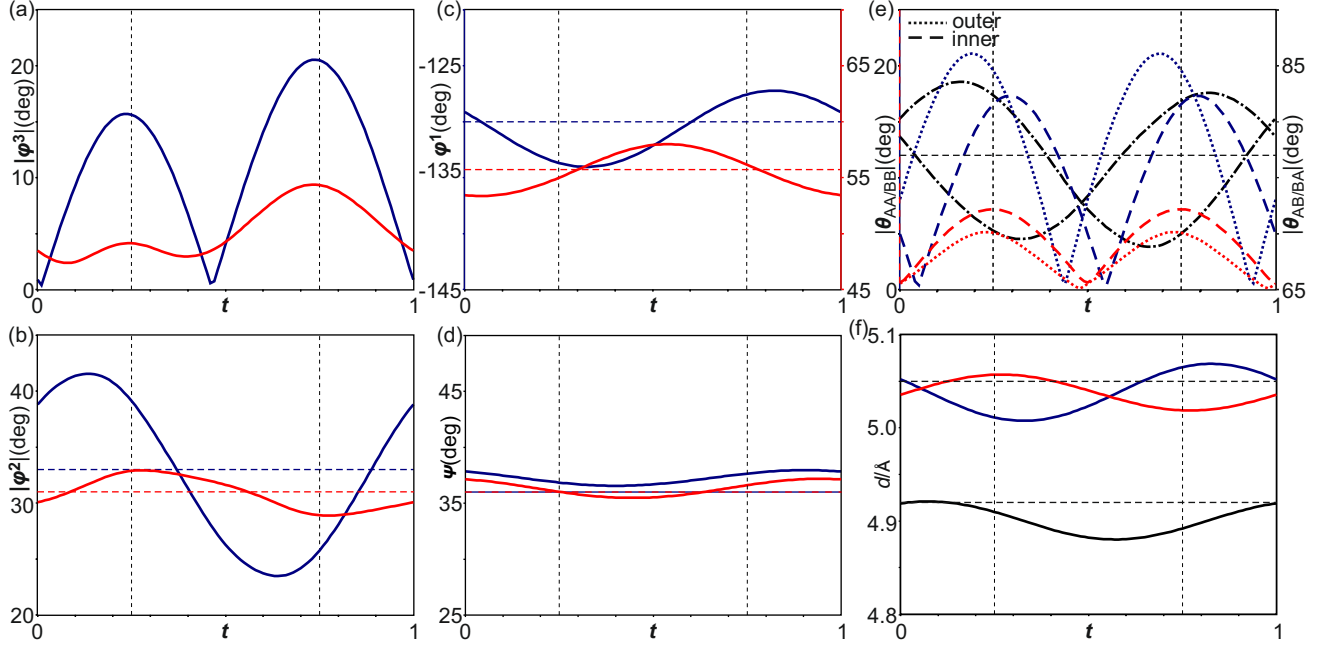 (a)
20
10
0
|φ³|(deg)
0
t
1
(c)
-125
-135
-145
φ¹(deg)
65
55
45
0
t
1
(e)
outer
inner
20
10
0
|θAA/BB|(deg)
85
75
65
|θAB/BA|(deg)
0
t
1
(b)
40
30
20
|φ²|(deg)
0
t
1
(d)
45
35
25
Ψ(deg)
0
t
1
(f)
5.1
5.0
4.9
4.8
d/Å
0
t
1